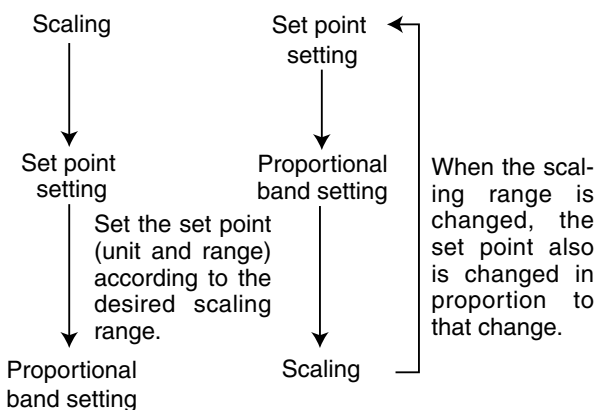 Scaling
Set point
setting
Set the set point
(unit and range)
according to the
desired scaling
range.
Proportional
band setting
Set point
setting
Proportional
band setting
Scaling
When the scal-
ing range is
changed, the
set point also
is changed in
proportion to
that change.